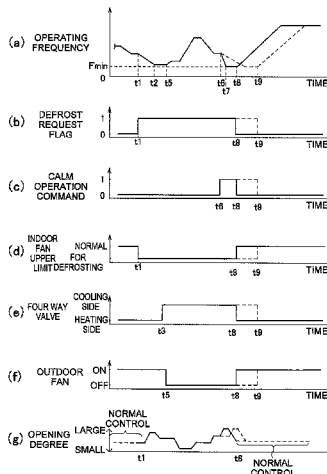 (a) OPERATING
FREQUENCY
Fmin
0
t1 t2 t5 t6 t7 t8 t9 TIME
(b) DEFROST
REQUEST
FLAG
1
0
t1 t8 t9 TIME
(c) CALM
OPERATION
COMMAND
1
0
t6 t8 t9 TIME
(d) INDOOR
FAN
UPPER
LIMIT
NORMAL
FOR
DEFROSTING
t1 t8 t9 TIME
(e) FOUR WAY
VALVE
COOLING
SIDE
HEATING
SIDE
t3 t8 t9 TIME
(f) OUTDOOR
FAN
ON
OFF
t5 t8 t9 TIME
NORMAL
CONTROL
(g) OPENING
DEGREE
LARGE
SMALL
t1 t8 TIME
NORMAL
CONTROL